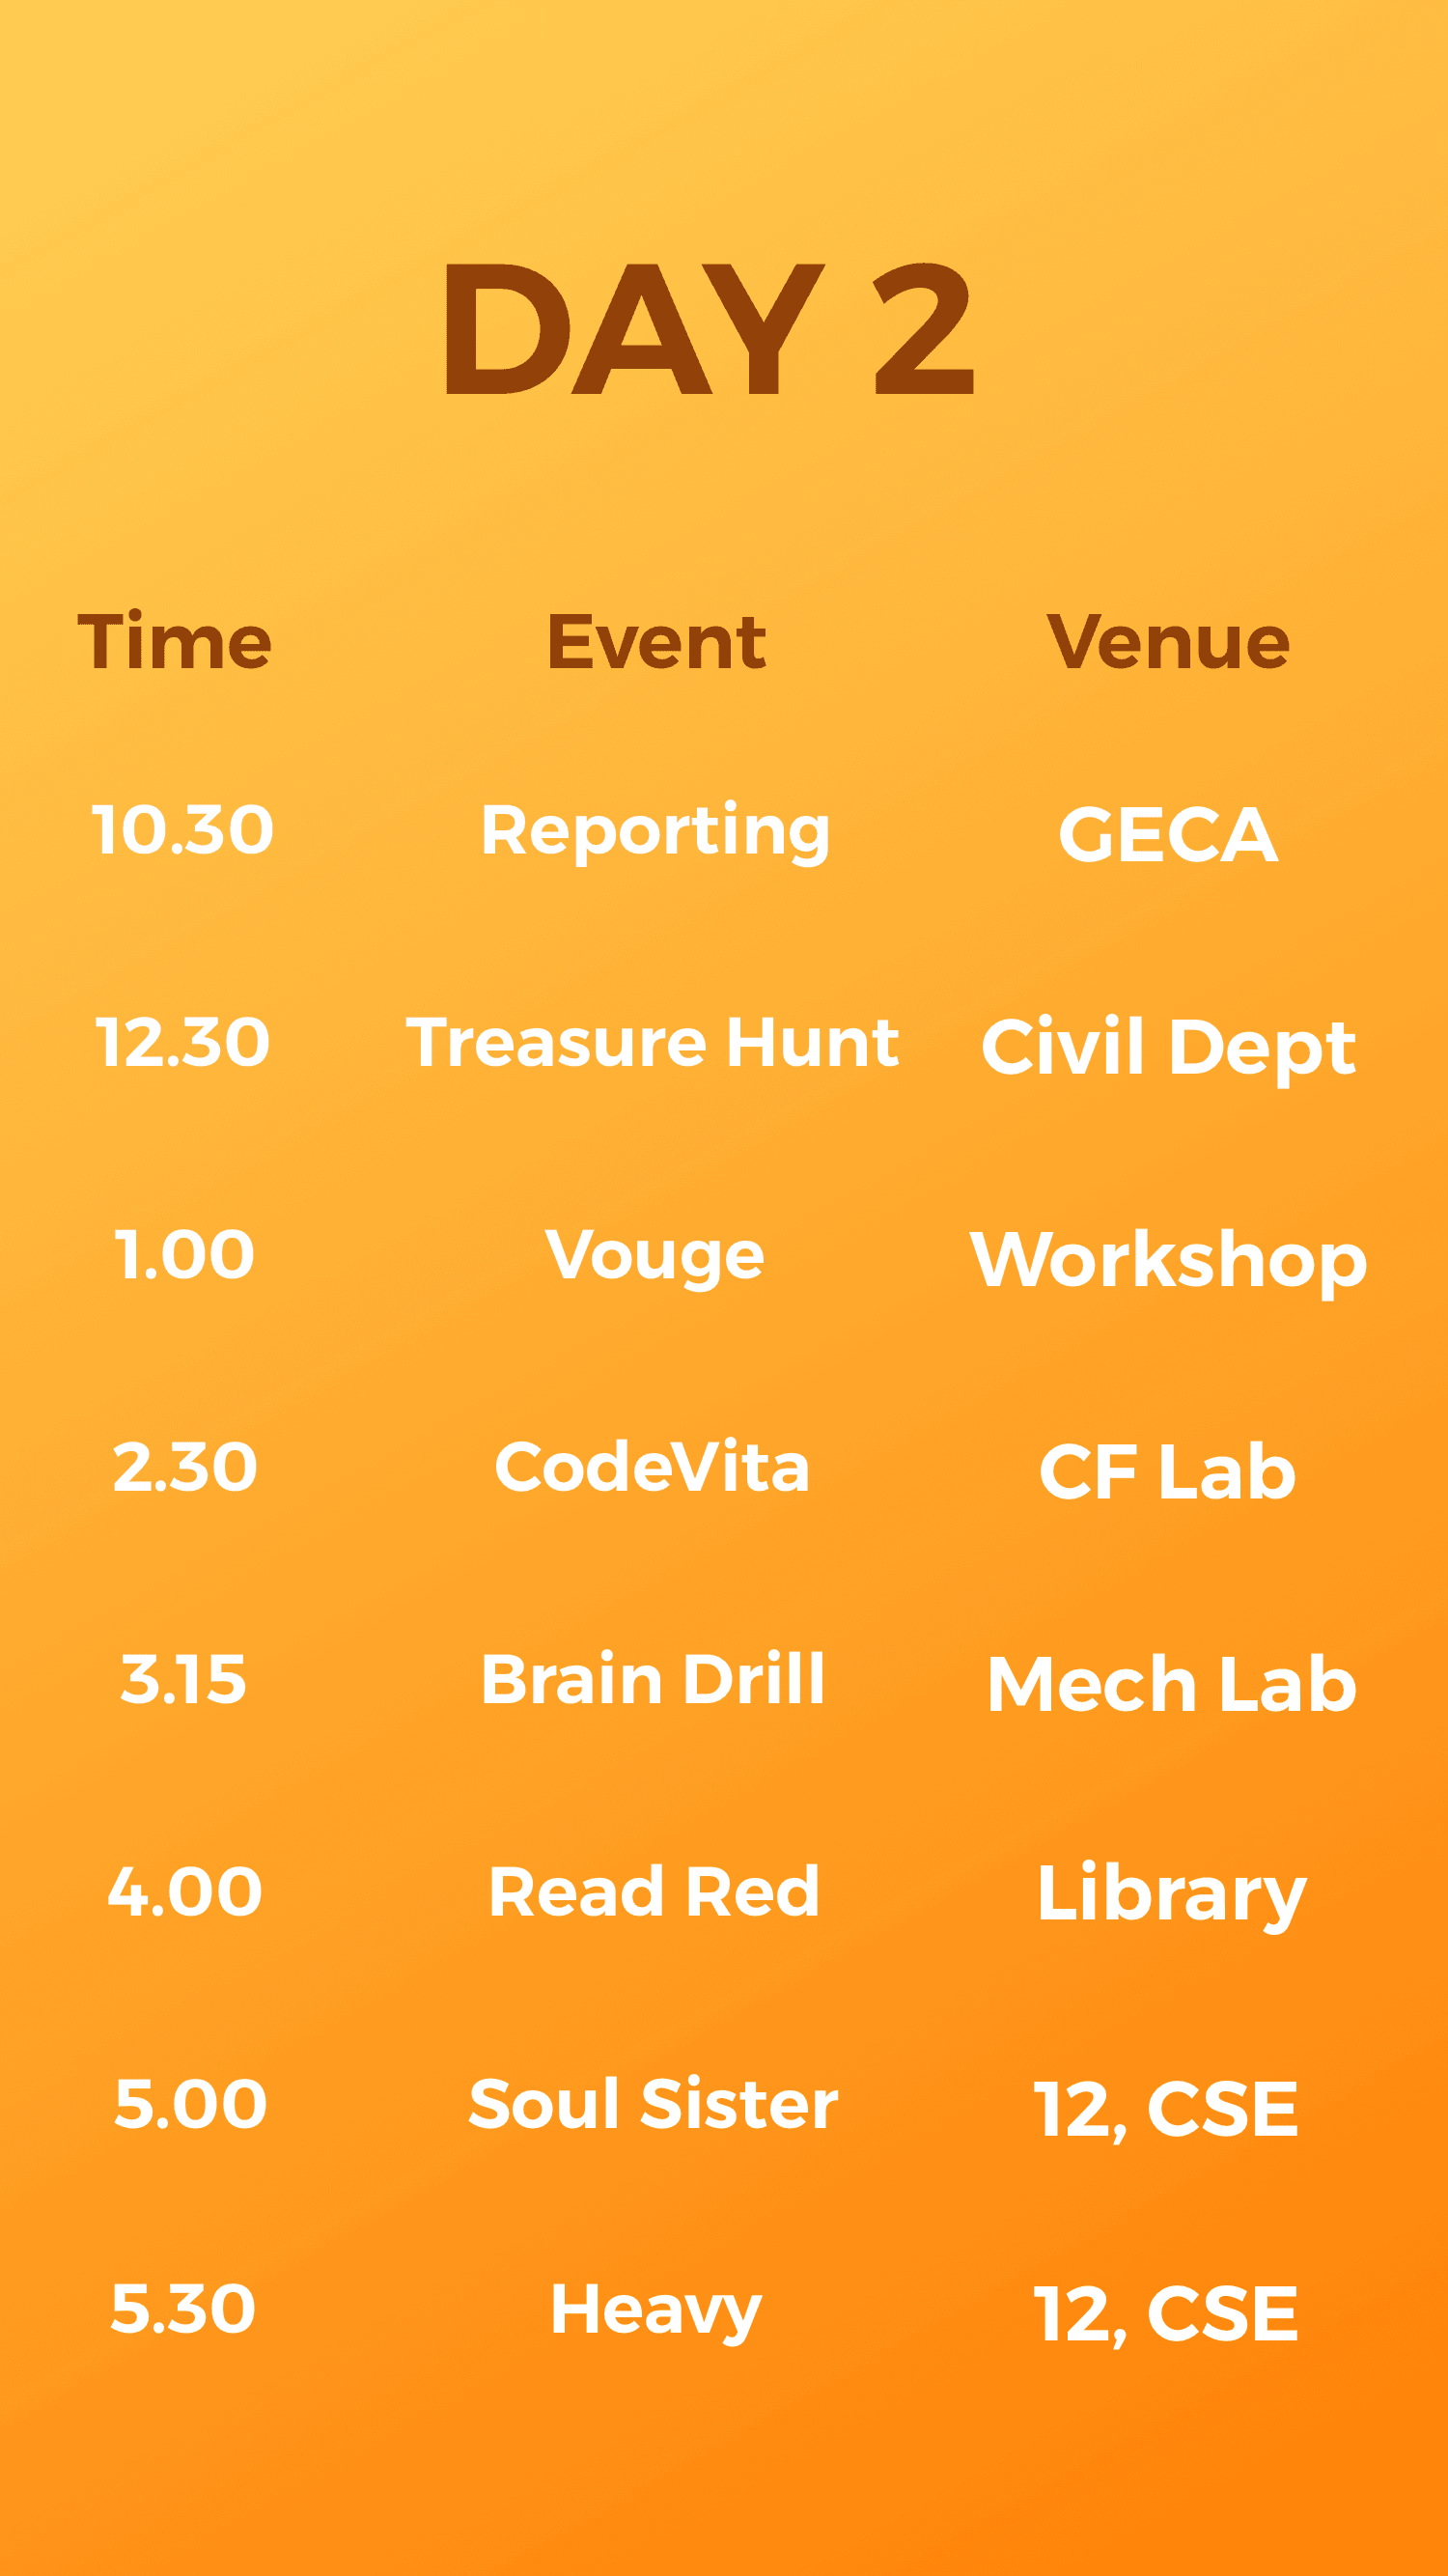 DAY 2
Time Event Venue
10.30 Reporting GECA
12.30 Treasure Hunt Civil Dept
1.00 Vouge Workshop
2.30 CodeVita CF Lab
3.15 Brain Drill Mech Lab
4.00 Read Red Library
5.00 Soul Sister 12, CSE
5.30 Heavy 12, CSE